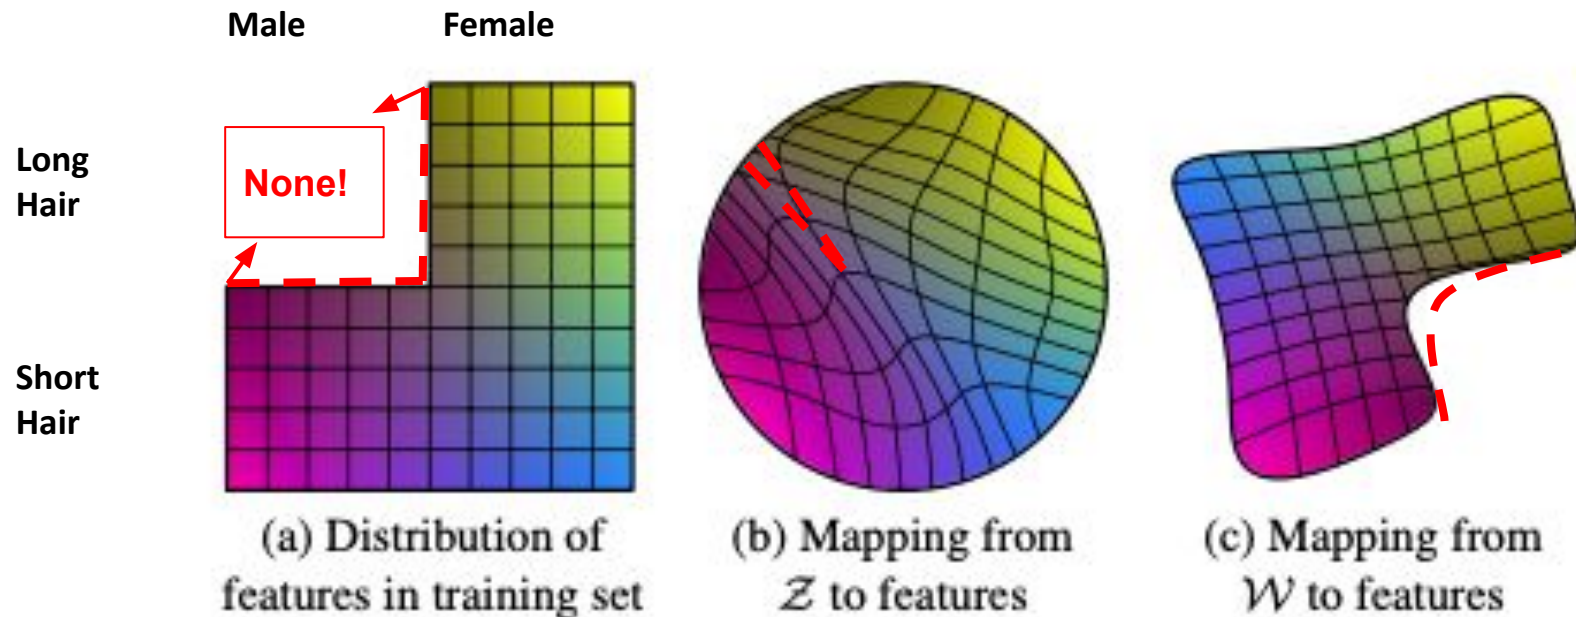 Male Female
Long
Hair
None!
Short
Hair
(a) Distribution of
features in training set
(b) Mapping from
𝒵 to features
(c) Mapping from
𝒲 to features